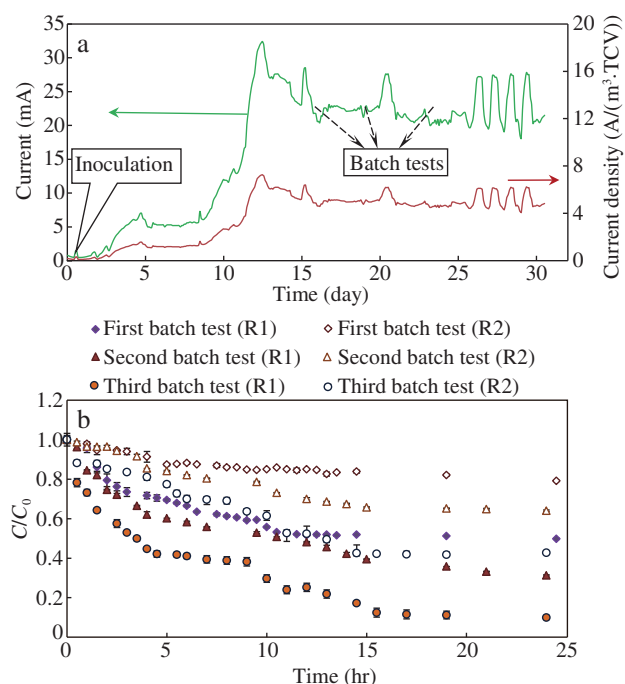 a
35
30
25
20
15
10
5
0
Current (mA)
20
16
12
8
4
0
Current density (A/(m³·TCV))
Inoculation
Batch tests
0 5 10 15 20 25 30
Time (day)
First batch test (R1) First batch test (R2)
Second batch test (R1) Second batch test (R2)
Third batch test (R1) Third batch test (R2)
b
1.2
1.0
0.8
0.6
0.4
0.2
0
C/C₀
0 5 10 15 20 25
Time (hr)